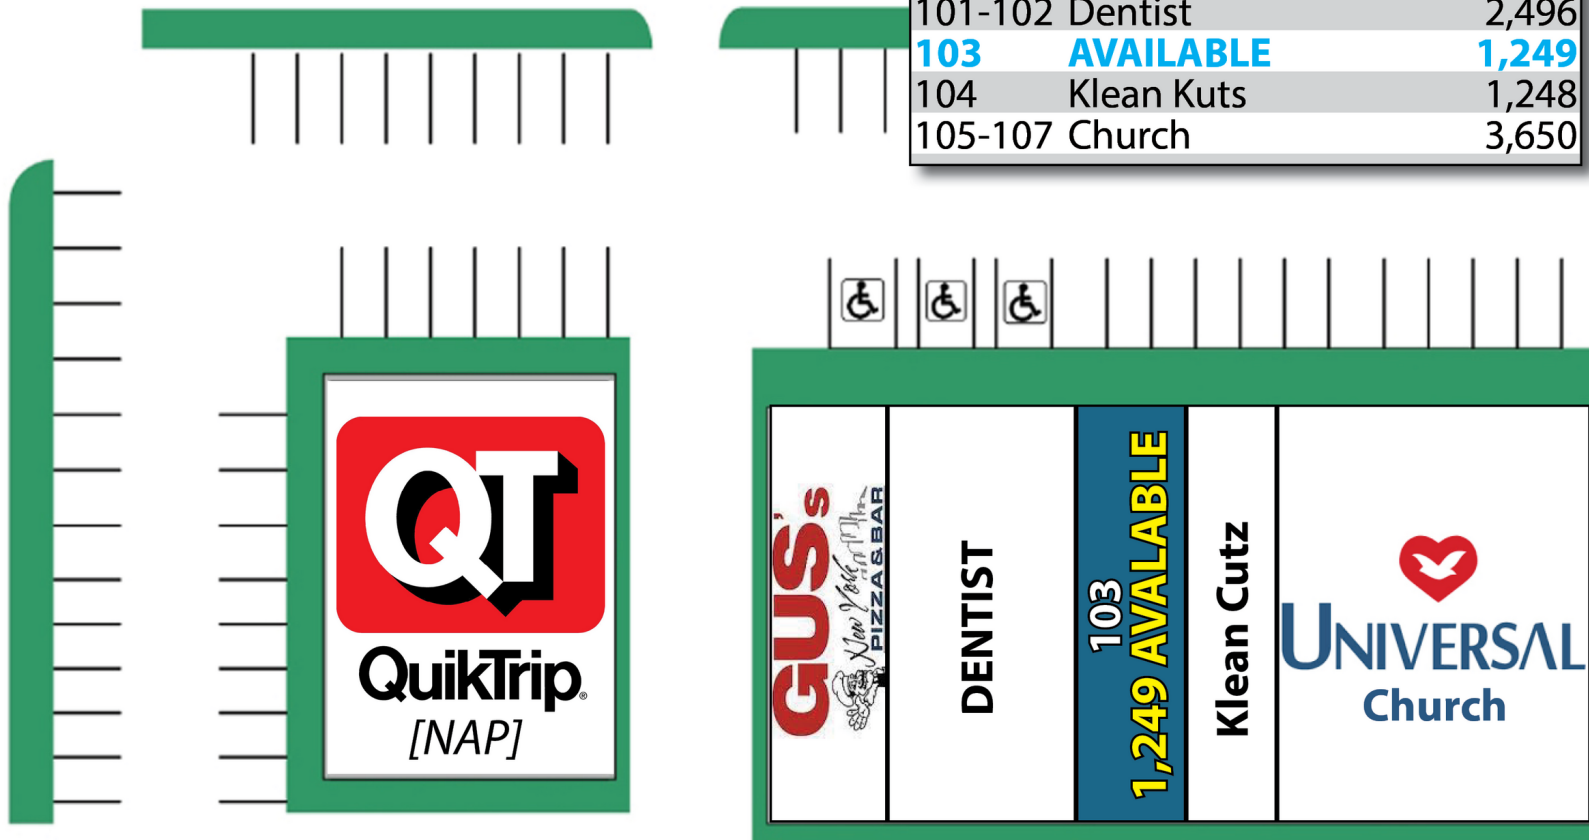 101-102 Dentist 2,496
103 AVAILABLE 1,249
104 Klean Kuts 1,248
105-107 Church 3,650
QT
QuikTrip®
[NAP]
GUS's
New York
PIZZA & BAR
DENTIST
103
1,249 AVALABLE
Klean Cutz
UNIVERSAL
Church